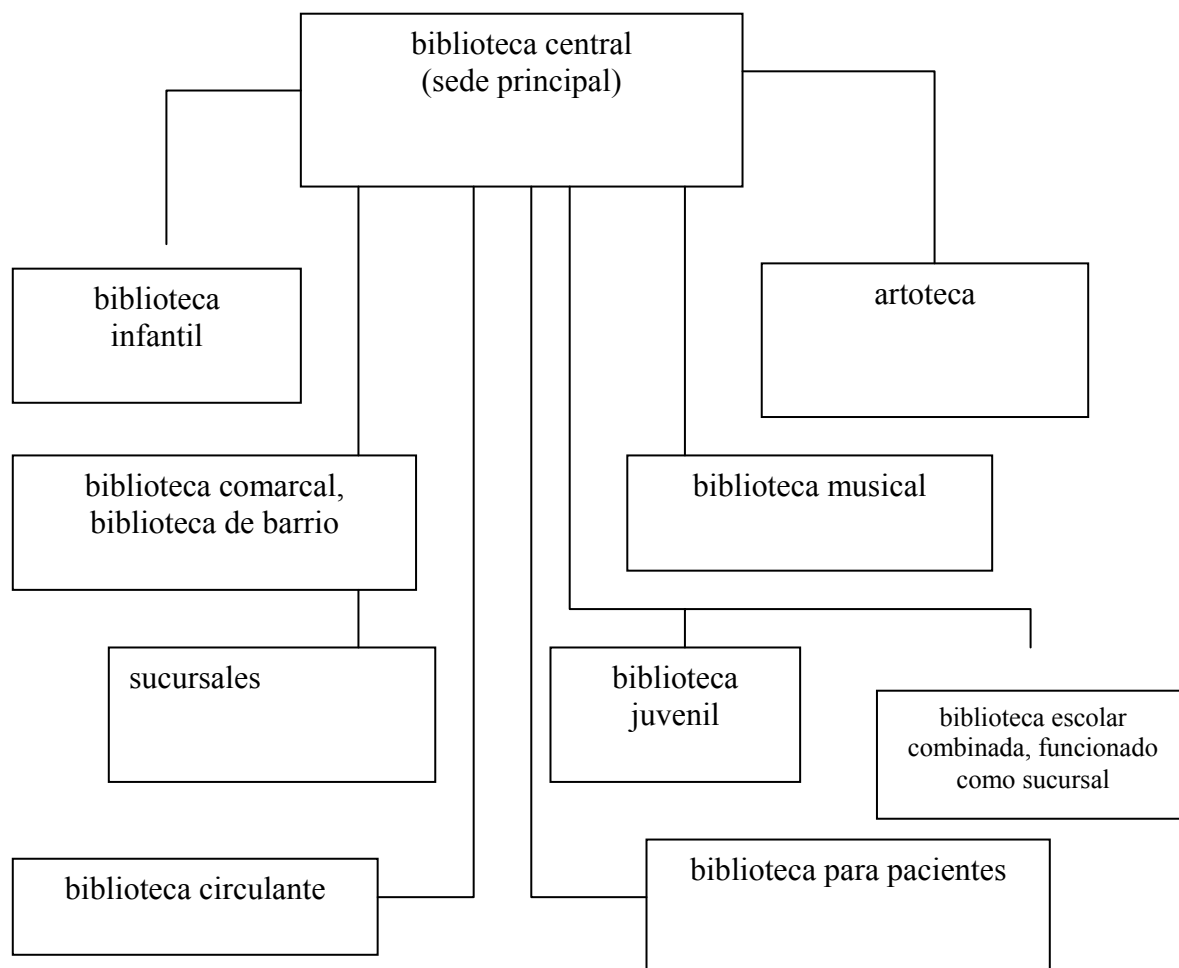 biblioteca central
(sede principal)
biblioteca
infantil
artoteca
biblioteca comarcal,
biblioteca de barrio
biblioteca musical
sucursales
biblioteca
juvenil
biblioteca escolar
combinada, funcionado
como sucursal
biblioteca circulante
biblioteca para pacientes